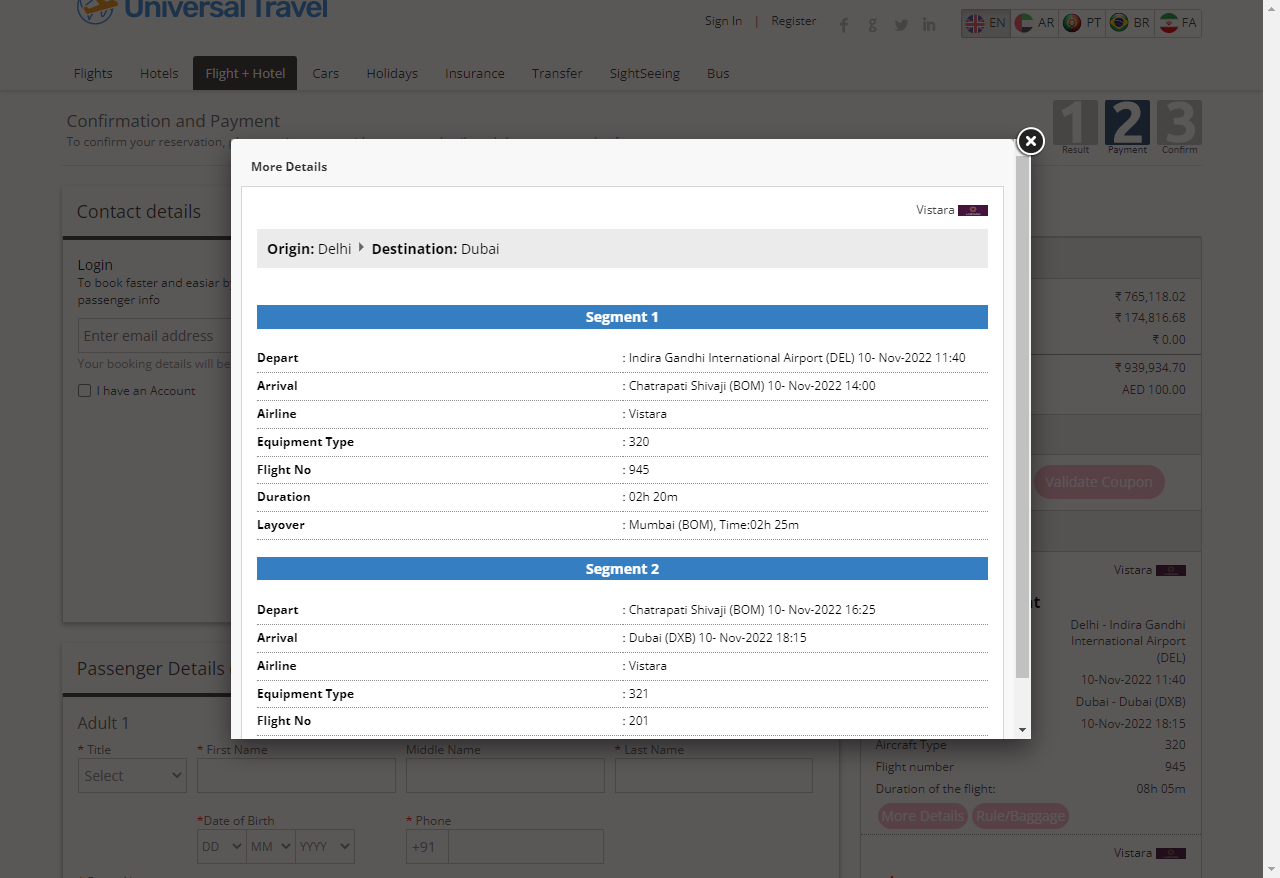 Universal Travel
Sign In | Register
EN AR PT BR FA
Flights Hotels Flight + Hotel Cars Holidays Insurance Transfer SightSeeing Bus
Confirmation and Payment
To confirm your reservation,
1 2 3
Result Payment Confirm
More Details
Vistara
Origin: Delhi Destination: Dubai
Segment 1
Depart : Indira Gandhi International Airport (DEL) 10- Nov-2022 11:40
Arrival : Chatrapati Shivaji (BOM) 10- Nov-2022 14:00
Airline : Vistara
Equipment Type : 320
Flight No : 945
Duration : 02h 20m
Layover : Mumbai (BOM), Time:02h 25m
Segment 2
Depart : Chatrapati Shivaji (BOM) 10- Nov-2022 16:25
Arrival : Dubai (DXB) 10- Nov-2022 18:15
Airline : Vistara
Equipment Type : 321
Flight No : 201
Contact details
Login
To book faster and easiar
passenger info
Enter email address
Your booking details will be
I have an Account
Passenger Details
Adult 1
* Title * First Name Middle Name * Last Name
Select
*Date of Birth * Phone
DD MM YYYY +91
₹ 765,118.02
₹ 174,816.68
₹ 0.00
₹ 939,934.70
AED 100.00
Validate Coupon
Vistara
Delhi - Indira Gandhi
International Airport
(DEL)
10-Nov-2022 11:40
Dubai - Dubai (DXB)
10-Nov-2022 18:15
Aircraft Type 320
Flight number 945
Duration of the flight: 08h 05m
More Details Rule/Baggage
Vistara